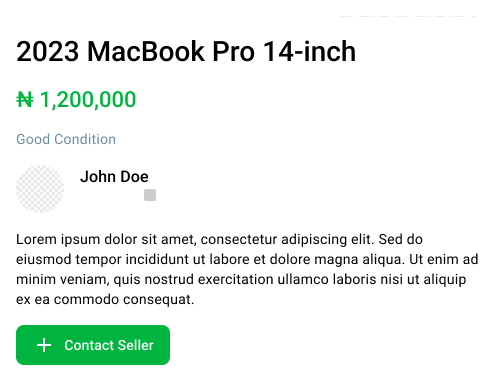 2023 MacBook Pro 14-inch
₦ 1,200,000
Good Condition
John Doe
Lorem ipsum dolor sit amet, consectetur adipiscing elit. Sed do
eiusmod tempor incididunt ut labore et dolore magna aliqua. Ut enim ad
minim veniam, quis nostrud exercitation ullamco laboris nisi ut aliquip
ex ea commodo consequat.
Contact Seller